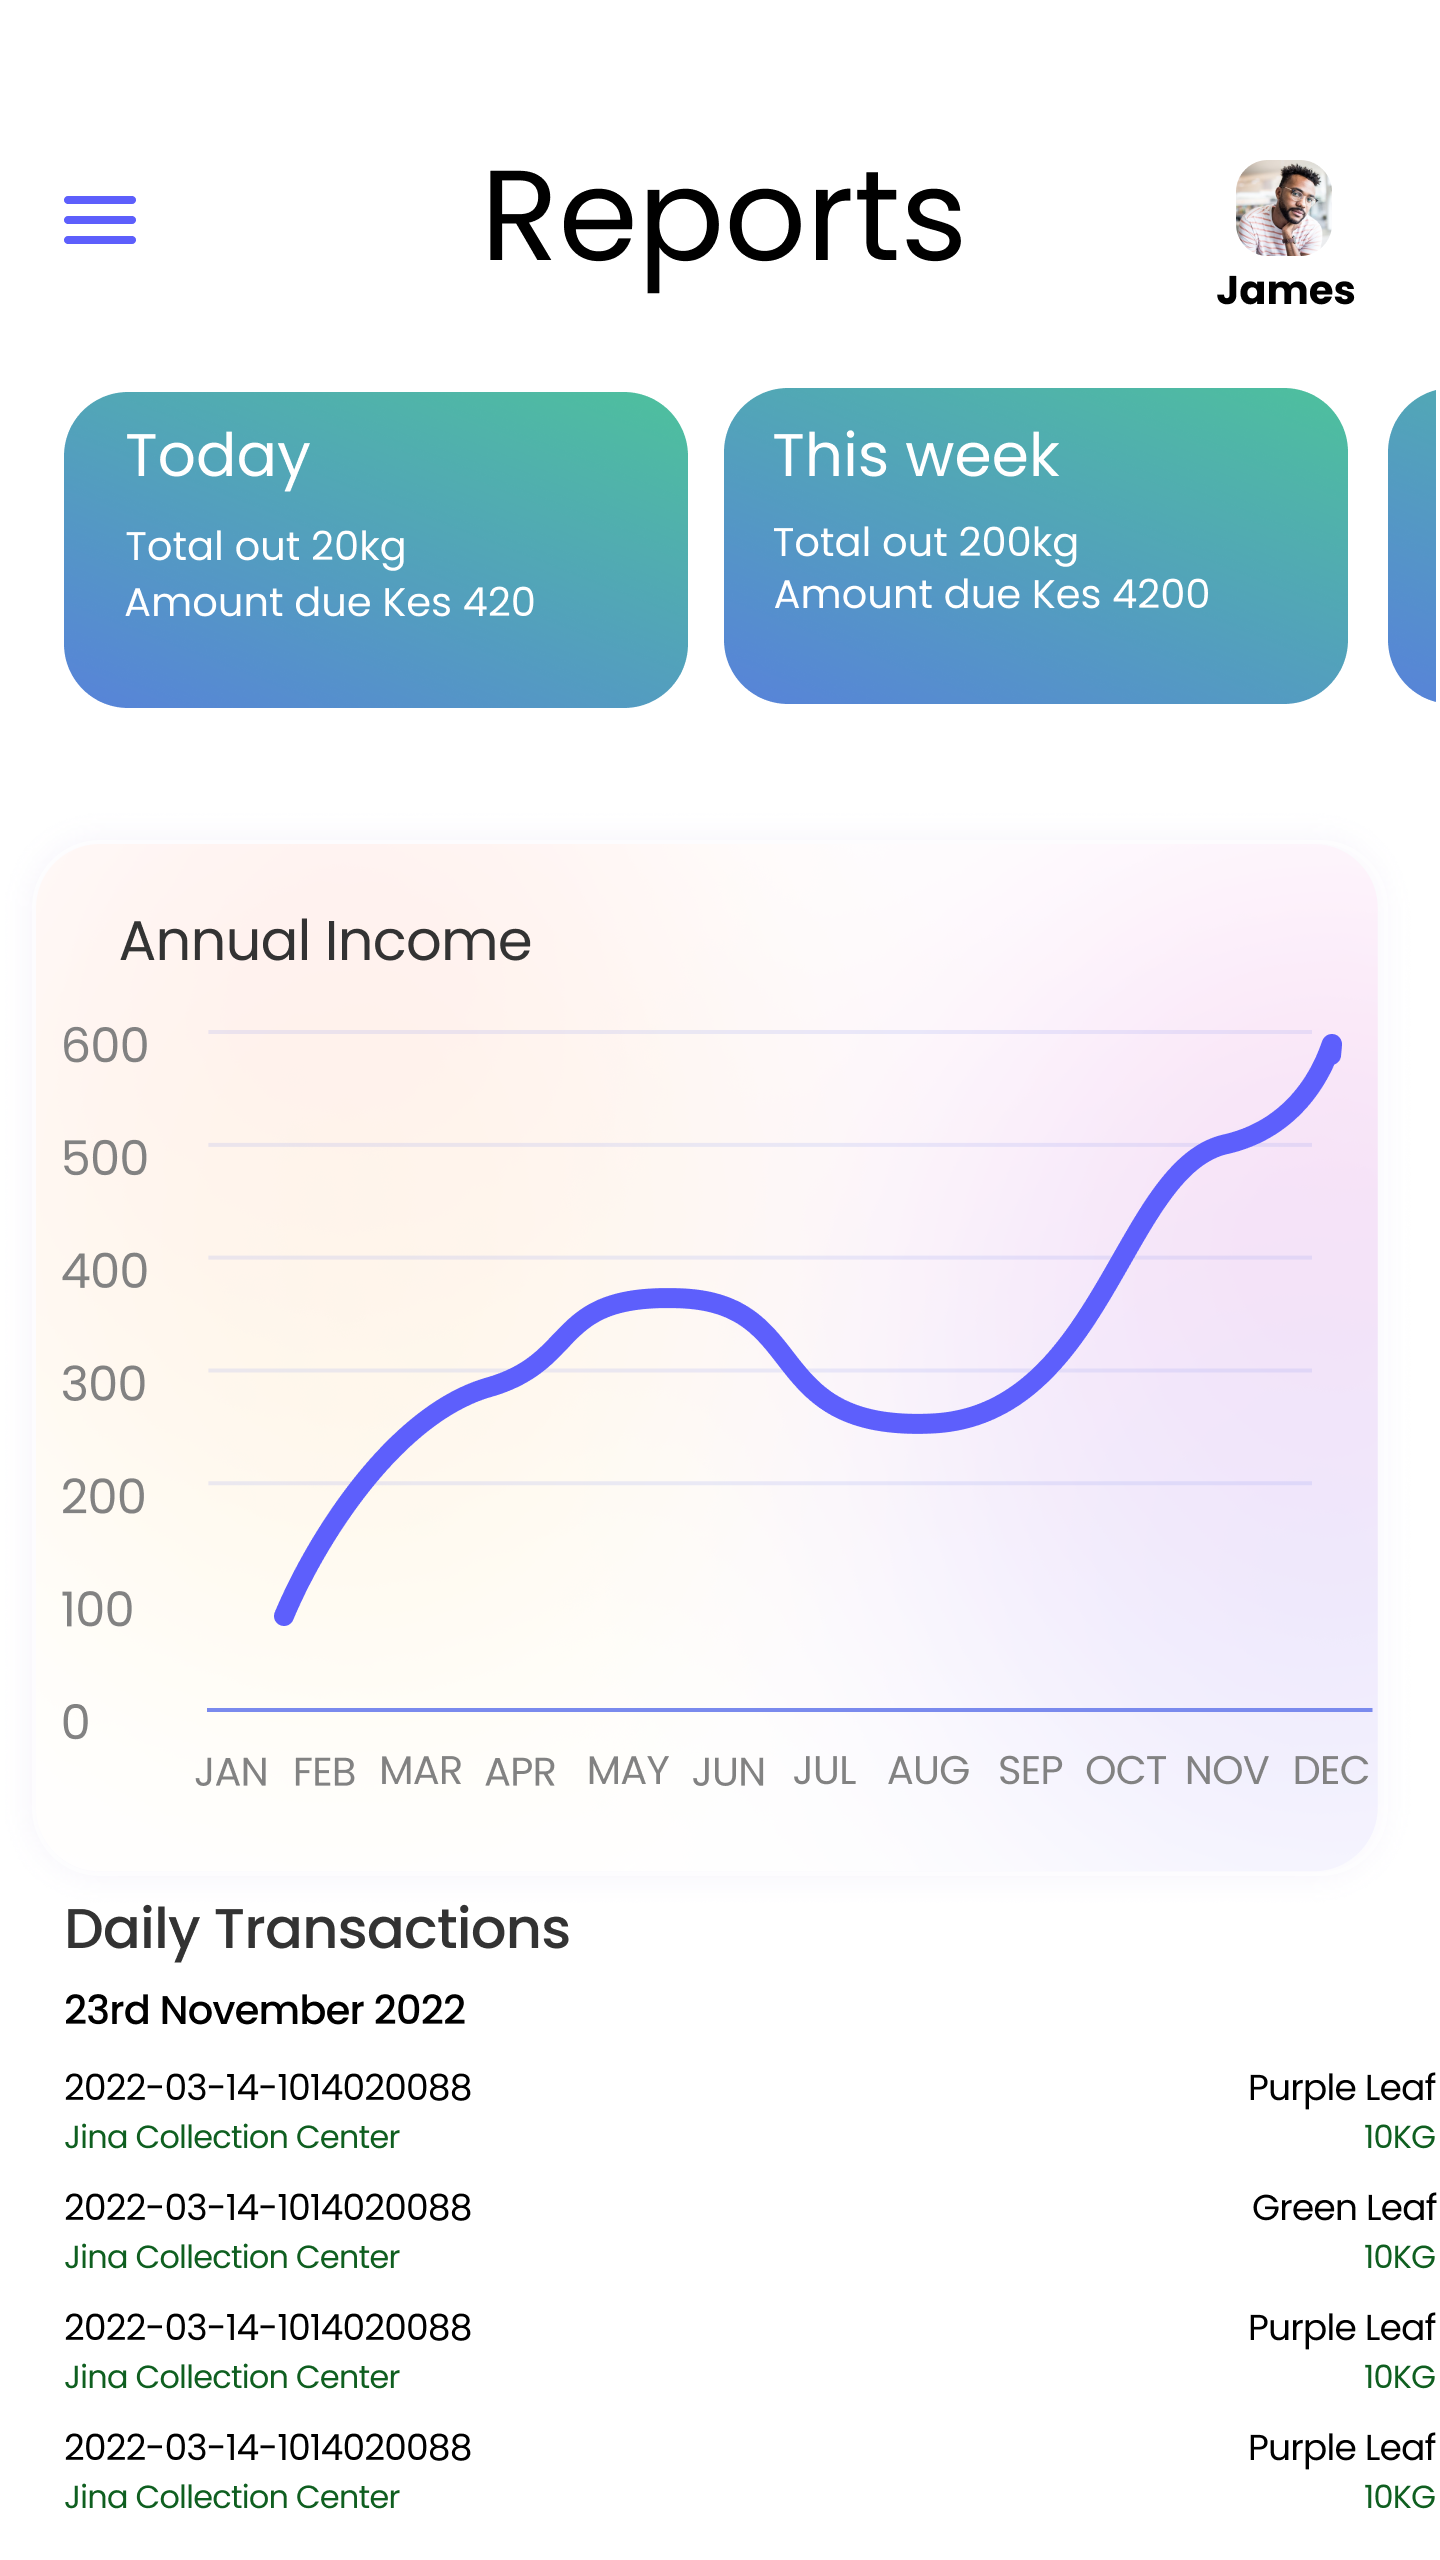 Reports
James
Today
Total out 20kg
Amount due Kes 420
This week
Total out 200kg
Amount due Kes 4200
Annual Income
600
500
400
300
200
100
0
JAN FEB MAR APR MAY JUN JUL AUG SEP OCT NOV DEC
Daily Transactions
23rd November 2022
2022-03-14-1014020088 Purple Leaf
Jina Collection Center 10KG
2022-03-14-1014020088 Green Leaf
Jina Collection Center 10KG
2022-03-14-1014020088 Purple Leaf
Jina Collection Center 10KG
2022-03-14-1014020088 Purple Leaf
Jina Collection Center 10KG